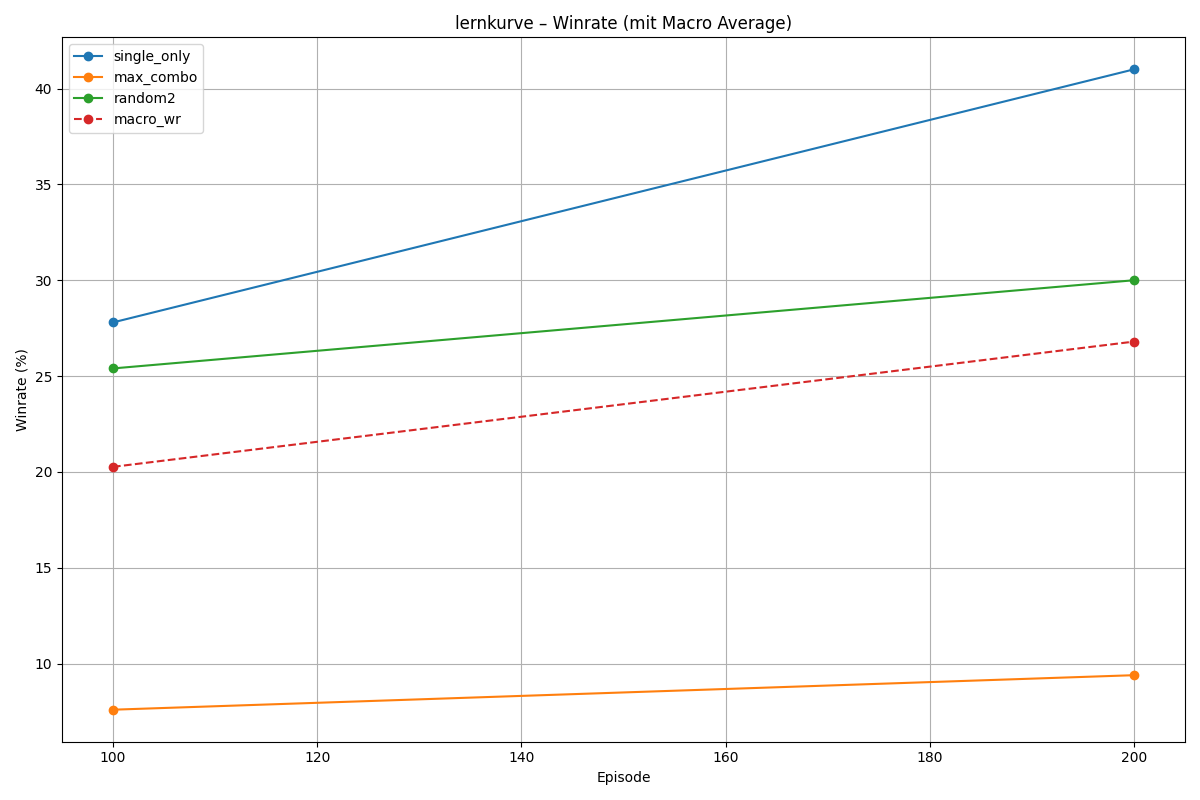 lernkurve – Winrate (mit Macro Average)
single_only
max_combo
random2
macro_wr
Winrate (%)
40
35
30
25
20
15
10
100 120 140 160 180 200
Episode